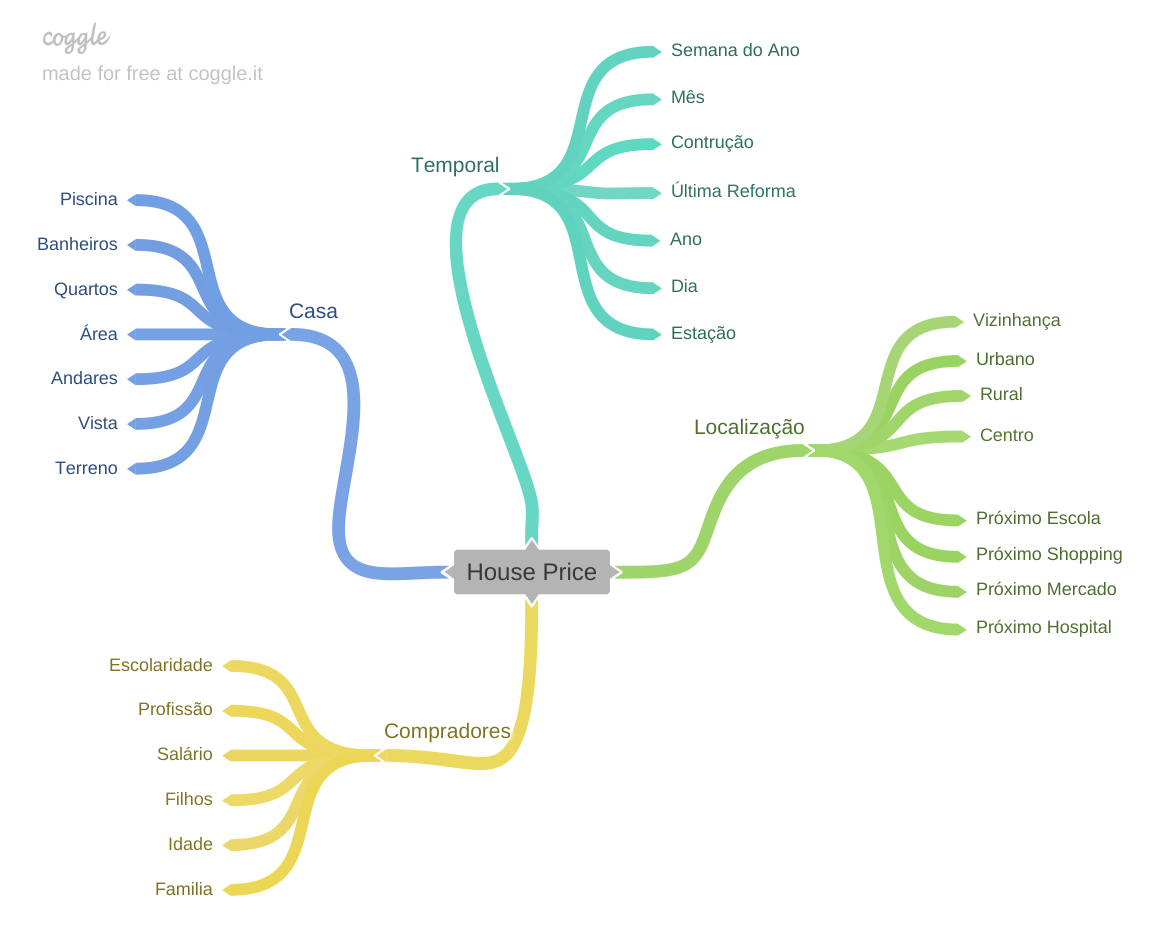 coggle
made for free at coggle.it
Temporal
Semana do Ano
Mês
Contrução
Última Reforma
Ano
Dia
Estação
Casa
Piscina
Banheiros
Quartos
Área
Andares
Vista
Terreno
Localização
Vizinhança
Urbano
Rural
Centro
Próximo Escola
Próximo Shopping
Próximo Mercado
Próximo Hospital
House Price
Compradores
Escolaridade
Profissão
Salário
Filhos
Idade
Familia